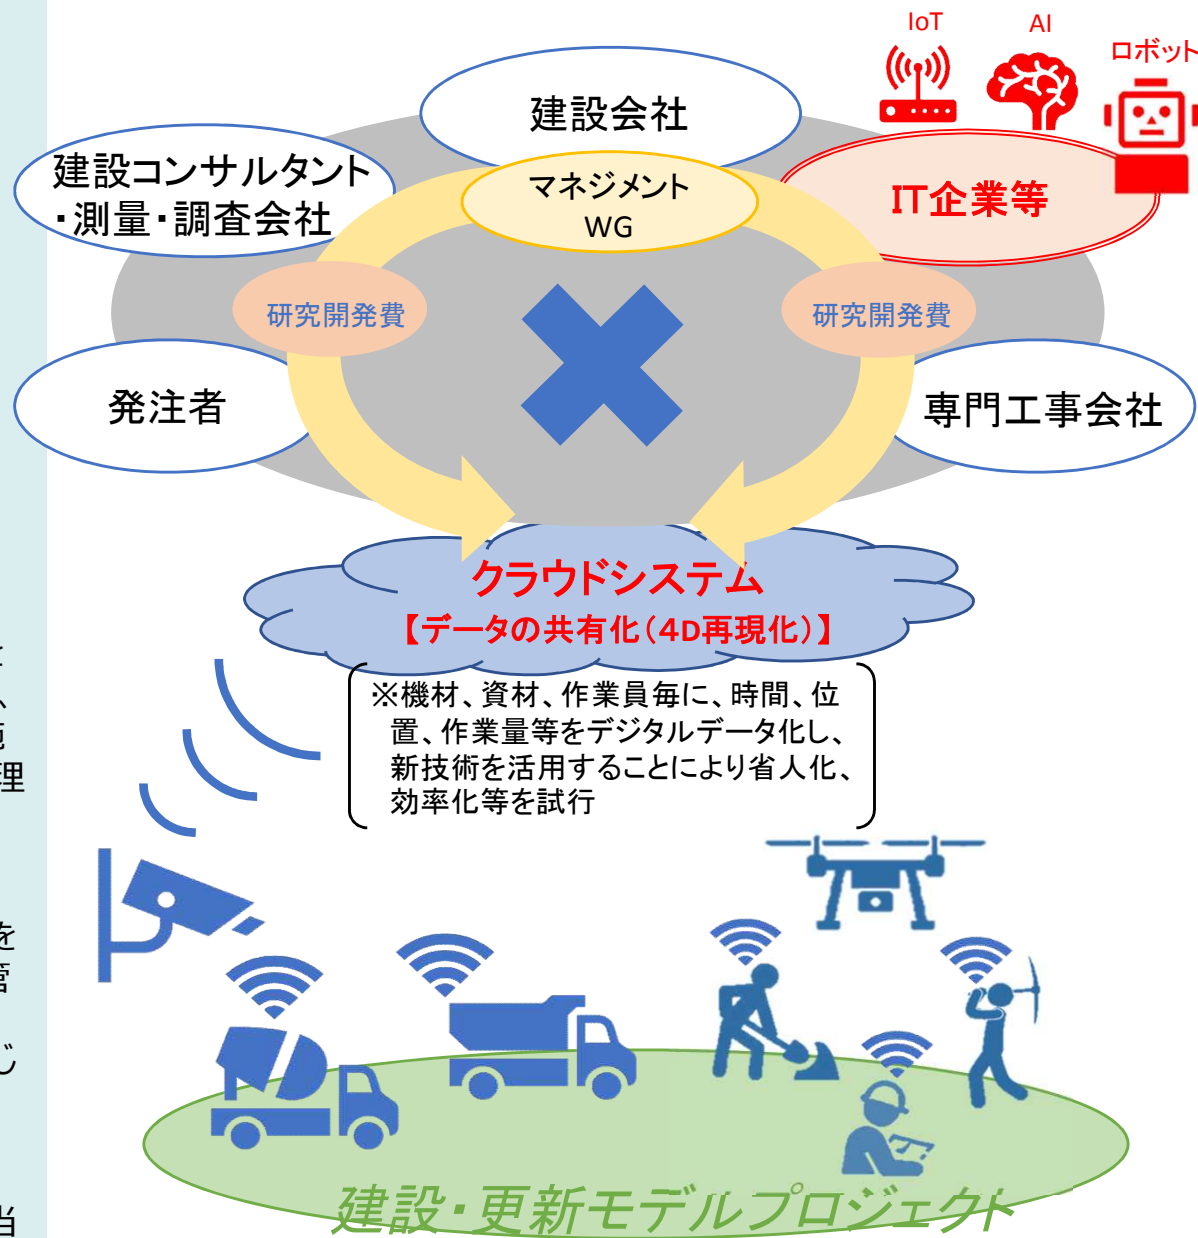 IoT
AI
ロボット
建設会社
建設コンサルタント
・測量・調査会社
マネジメント
WG
IT企業等
研究開発費
研究開発費
発注者
専門工事会社
クラウドシステム
【データの共有化（4D再現化）】
※機材、資材、作業員毎に、時間、位
置、作業量等をデジタルデータ化し、
新技術を活用することにより省人化、
効率化等を試行
と
、
施
理
を
管
じ
当
建設・更新モデルプロジェクト